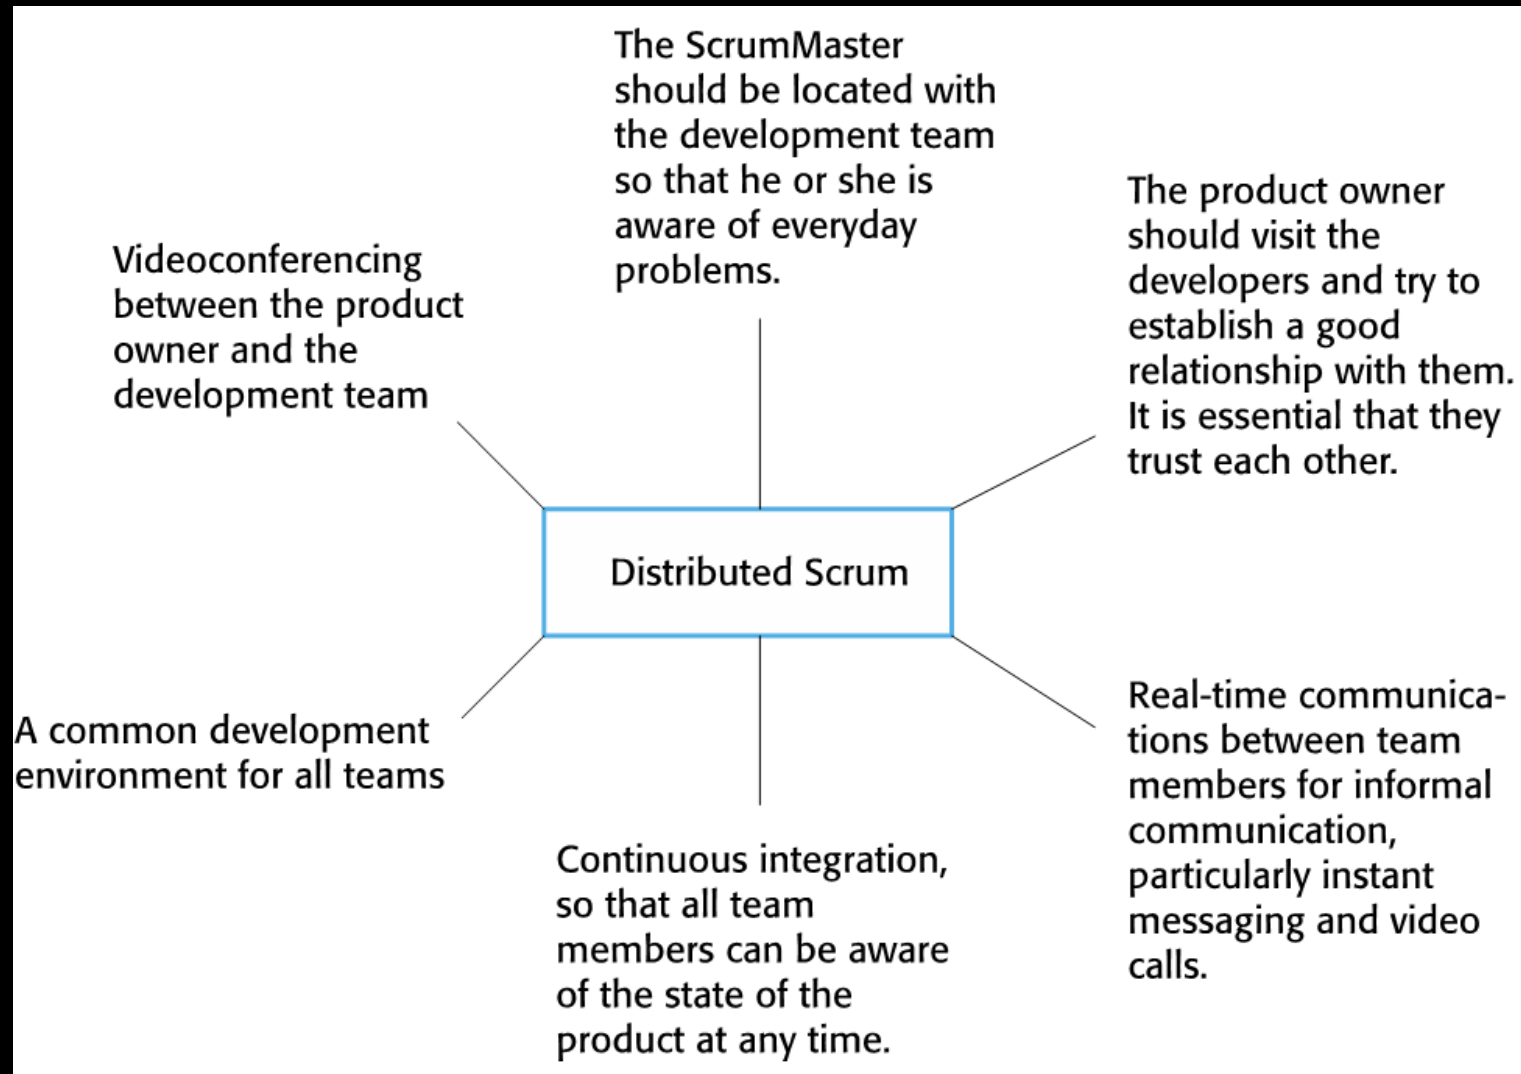 The ScrumMaster
should be located with
the development team
so that he or she is
aware of everyday
problems.
The product owner
should visit the
developers and try to
establish a good
relationship with them.
It is essential that they
trust each other.
Videoconferencing
between the product
owner and the
development team
Distributed Scrum
A common development
environment for all teams
Continuous integration,
so that all team
members can be aware
of the state of the
product at any time.
Real-time communica-
tions between team
members for informal
communication,
particularly instant
messaging and video
calls.